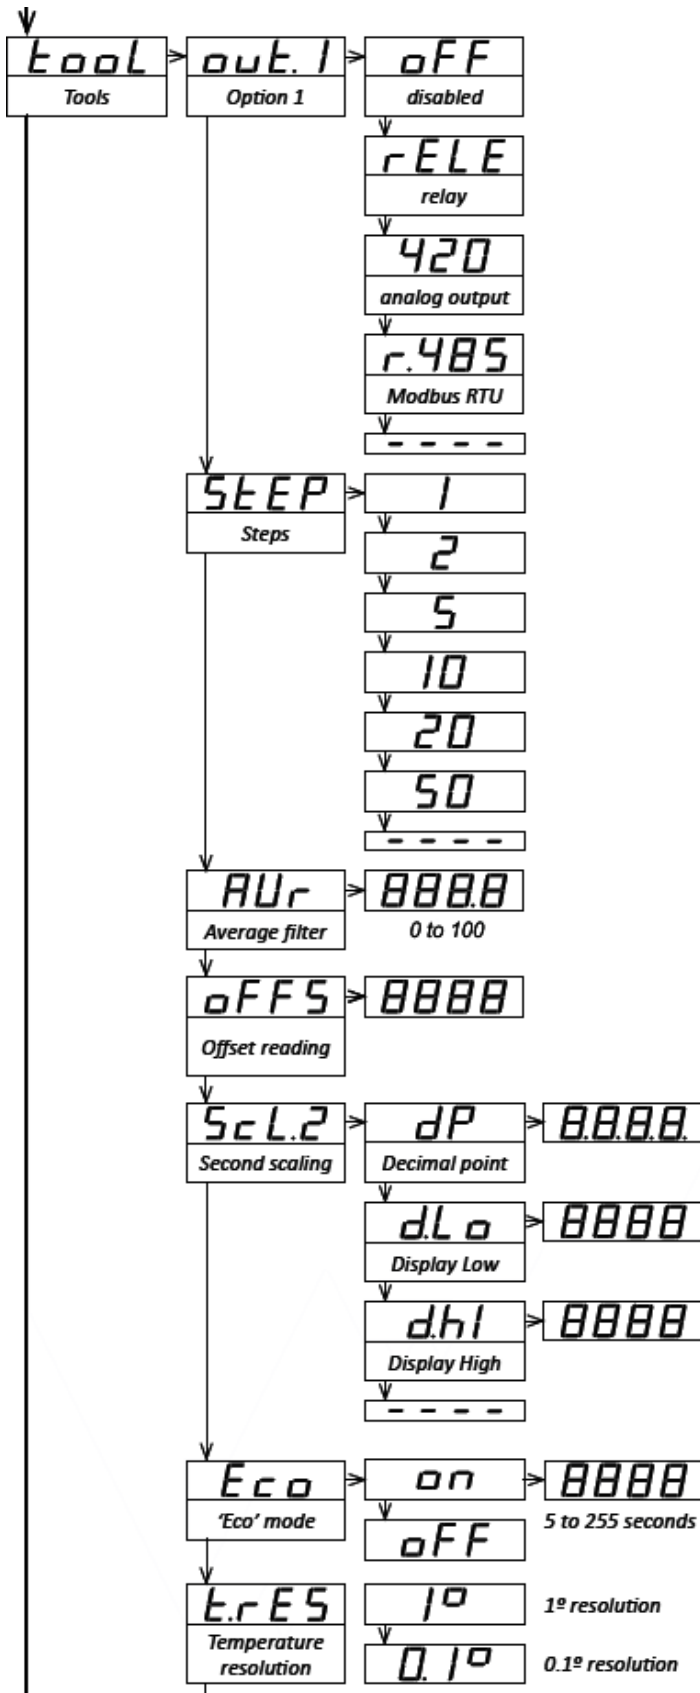 tooL
Tools
out.1
Option 1
oFF
disabled
rELE
relay
420
analog output
r.485
Modbus RTU
- - - -
StEP
Steps
1
2
5
10
20
50
- - - -
AUr
Average filter
888.8
0 to 100
oFFS
Offset reading
8888
ScL.2
Second scaling
dP
Decimal point
8.8.8.8.
d.Lo
Display Low
8888
d.hI
Display High
8888
- - - -
Eco
‘Eco’ mode
on
8888
5 to 255 seconds
oFF
t.rES
Temperature
resolution
1º
1º resolution
0.1º
0.1º resolution